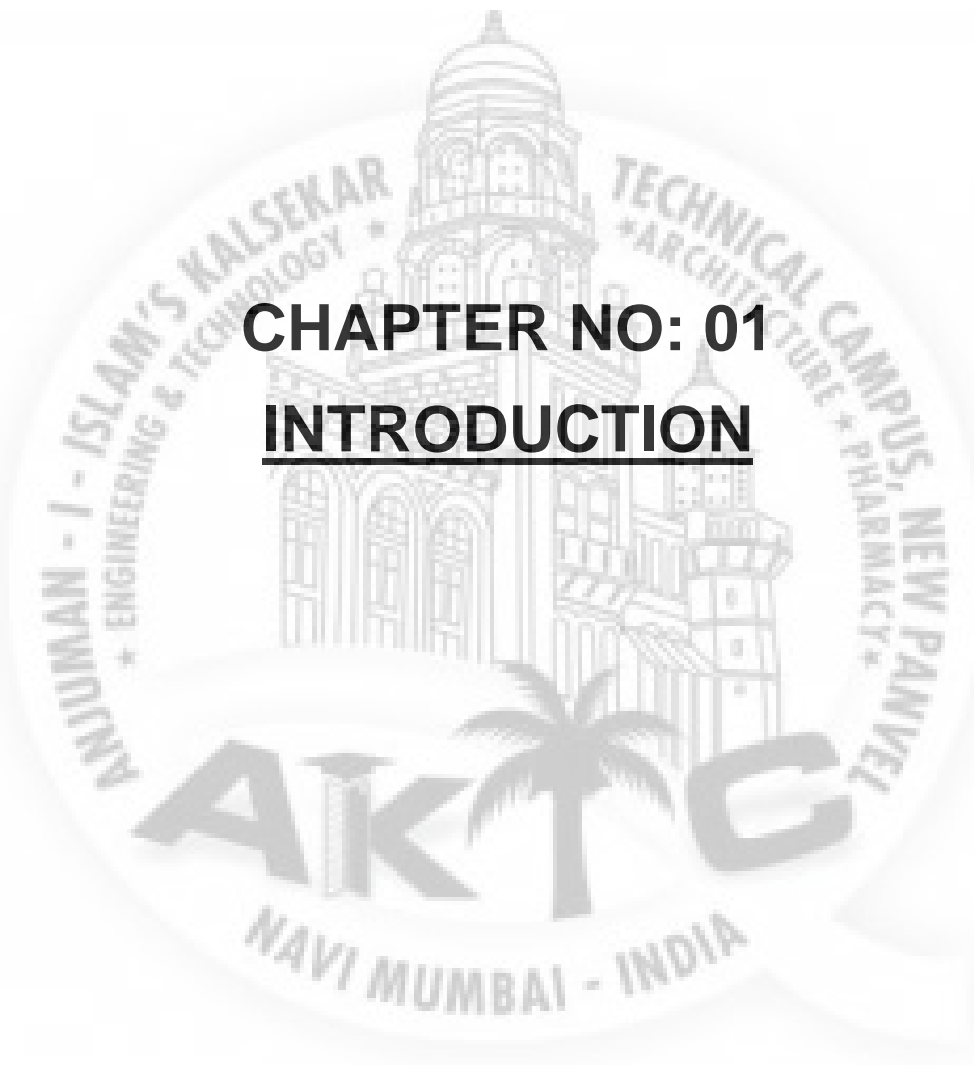 CHAPTER NO: 01
INTRODUCTION
ANJUMAN - I - ISLAM'S KALSEKAR TECHNICAL CAMPUS, NEW PANVEL
* ENGINEERING & TECHNOLOGY * *ARCHITECTURE * PHARMACY*
AKTC
NAVI MUMBAI - INDIA